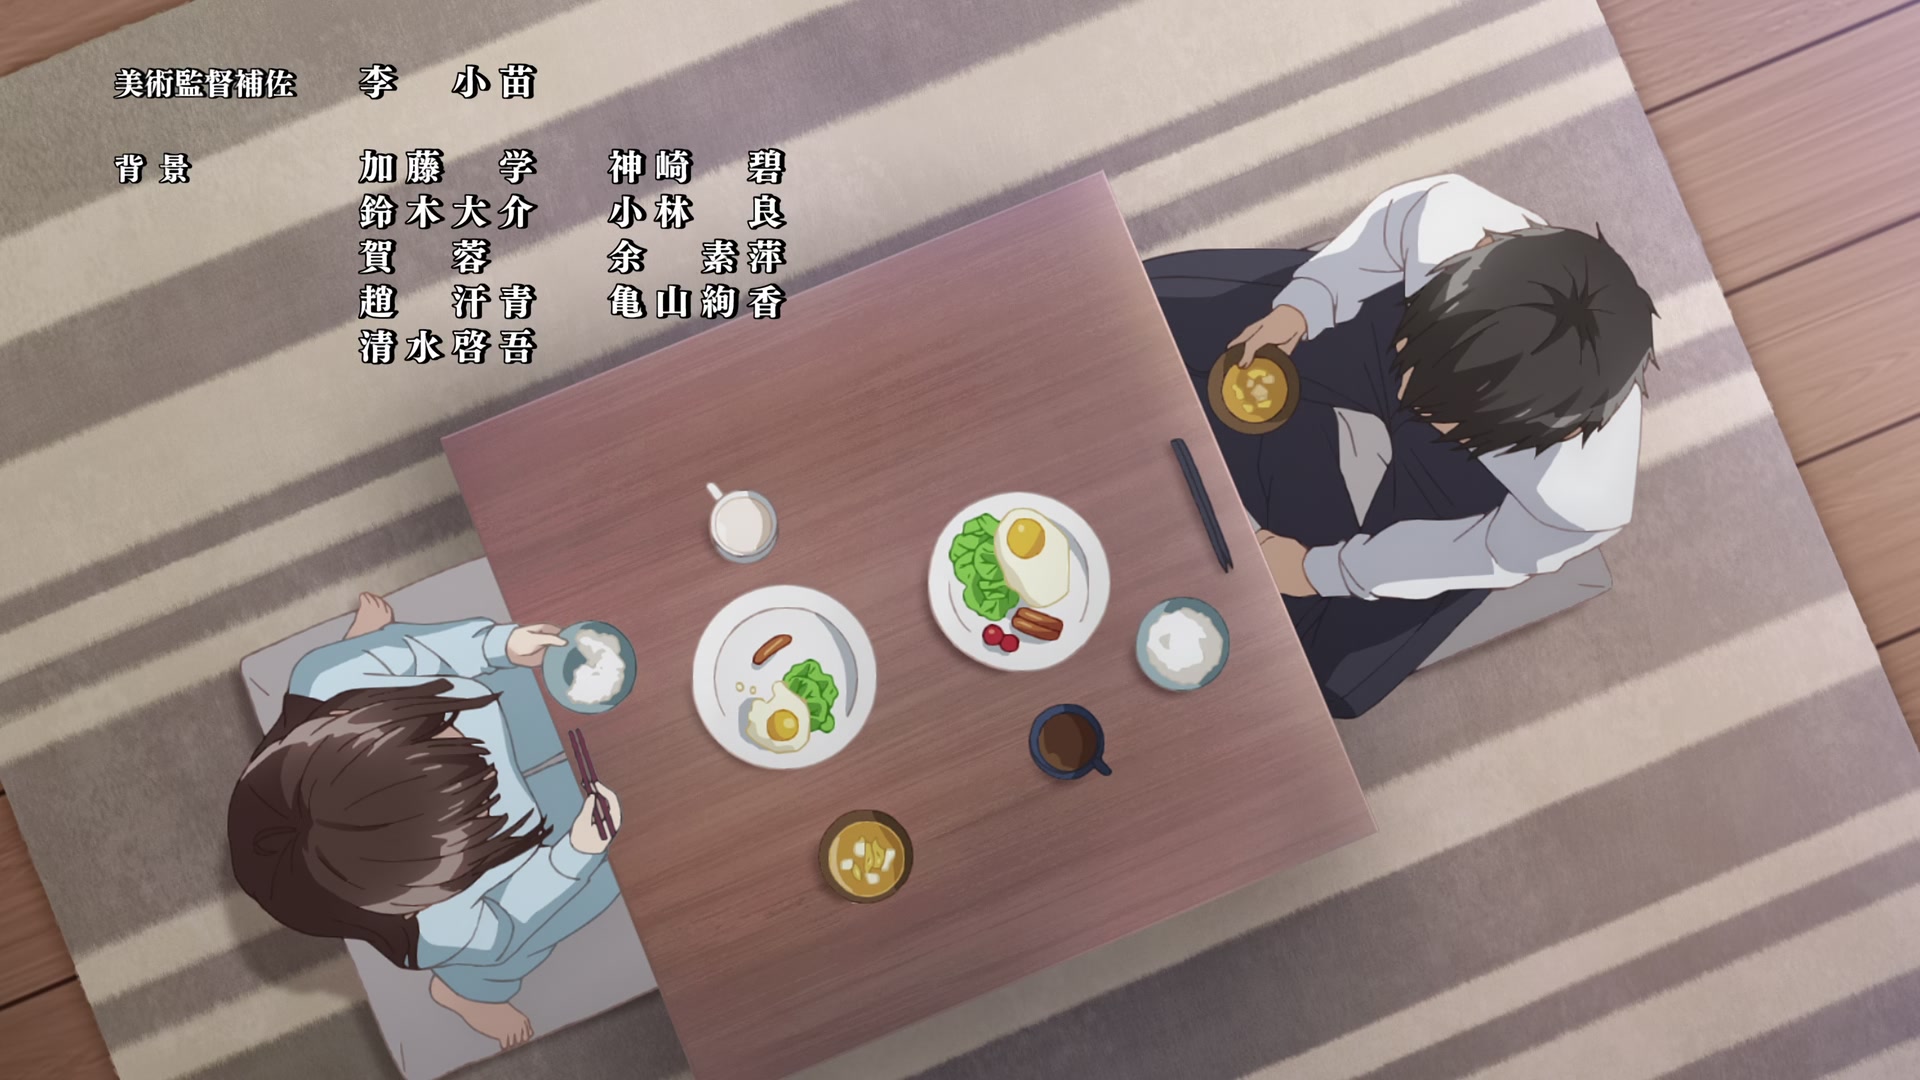 美術監督補佐 李 小苗
背景 加藤 学 神崎 碧
鈴木大介 小林 良
賀 蓉 余 素萍
趙 汗青 亀山絢香
清水啓吾